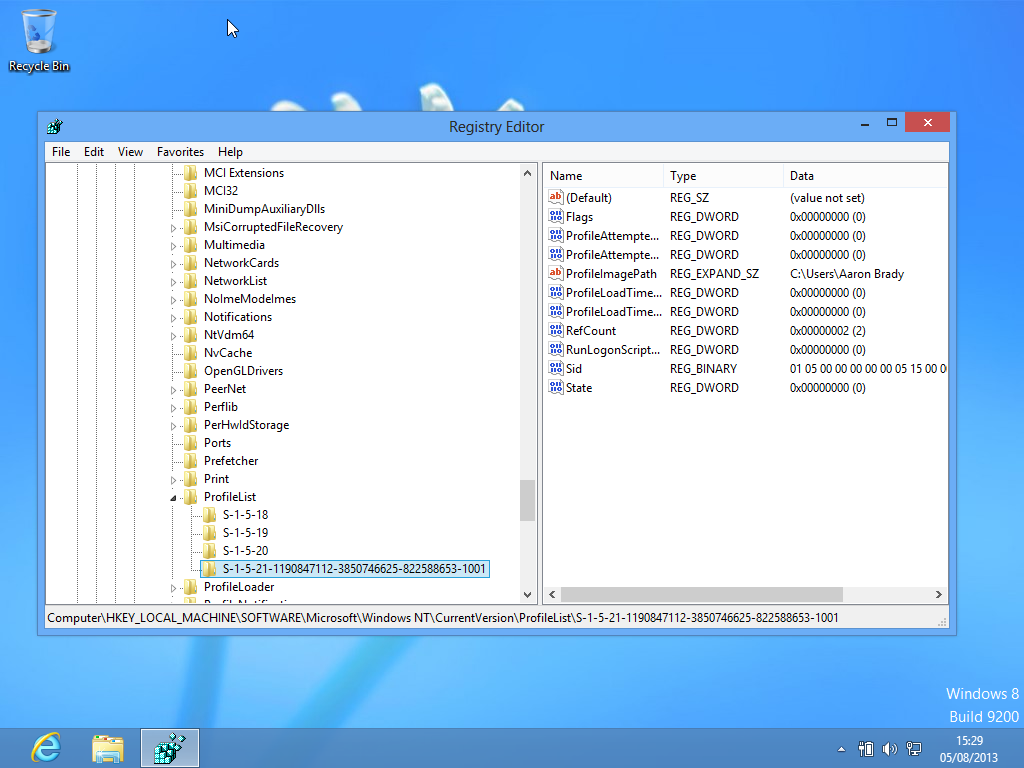 Recycle Bin
Registry Editor
File Edit View Favorites Help
MCI Extensions
MCI32
MiniDumpAuxiliaryDlls
MsiCorruptedFileRecovery
Multimedia
NetworkCards
NetworkList
NoImeModeImes
Notifications
NtVdm64
NvCache
OpenGLDrivers
PeerNet
Perflib
PerHwIdStorage
Ports
Prefetcher
Print
ProfileList
S-1-5-18
S-1-5-19
S-1-5-20
S-1-5-21-1190847112-3850746625-822588653-1001
ProfileLoader
Name Type Data
(Default) REG_SZ (value not set)
Flags REG_DWORD 0x00000000 (0)
ProfileAttempte... REG_DWORD 0x00000000 (0)
ProfileAttempte... REG_DWORD 0x00000000 (0)
ProfileImagePath REG_EXPAND_SZ C:\Users\Aaron Brady
ProfileLoadTime... REG_DWORD 0x00000000 (0)
ProfileLoadTime... REG_DWORD 0x00000000 (0)
RefCount REG_DWORD 0x00000002 (2)
RunLogonScript... REG_DWORD 0x00000000 (0)
Sid REG_BINARY 01 05 00 00 00 00 00 05 15 00 0
State REG_DWORD 0x00000000 (0)
Computer\HKEY_LOCAL_MACHINE\SOFTWARE\Microsoft\Windows NT\CurrentVersion\ProfileList\S-1-5-21-1190847112-3850746625-822588653-1001
Windows 8
Build 9200
15:29
05/08/2013